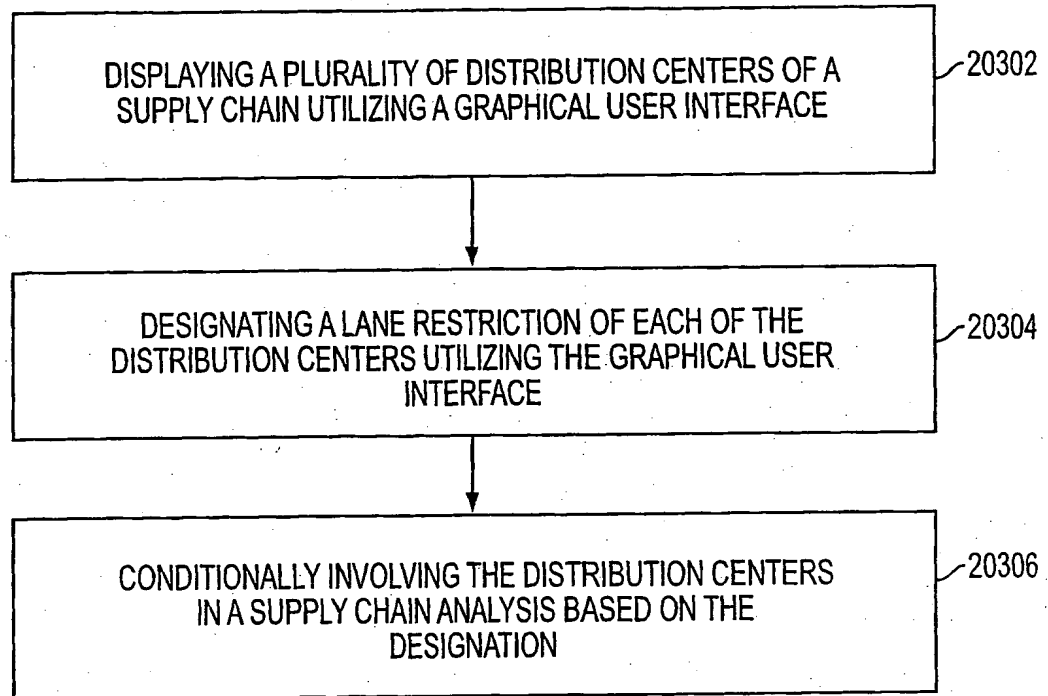 DISPLAYING A PLURALITY OF DISTRIBUTION CENTERS OF A
SUPPLY CHAIN UTILIZING A GRAPHICAL USER INTERFACE
20302
DESIGNATING A LANE RESTRICTION OF EACH OF THE
DISTRIBUTION CENTERS UTILIZING THE GRAPHICAL USER
INTERFACE
20304
CONDITIONALLY INVOLVING THE DISTRIBUTION CENTERS
IN A SUPPLY CHAIN ANALYSIS BASED ON THE
DESIGNATION
20306